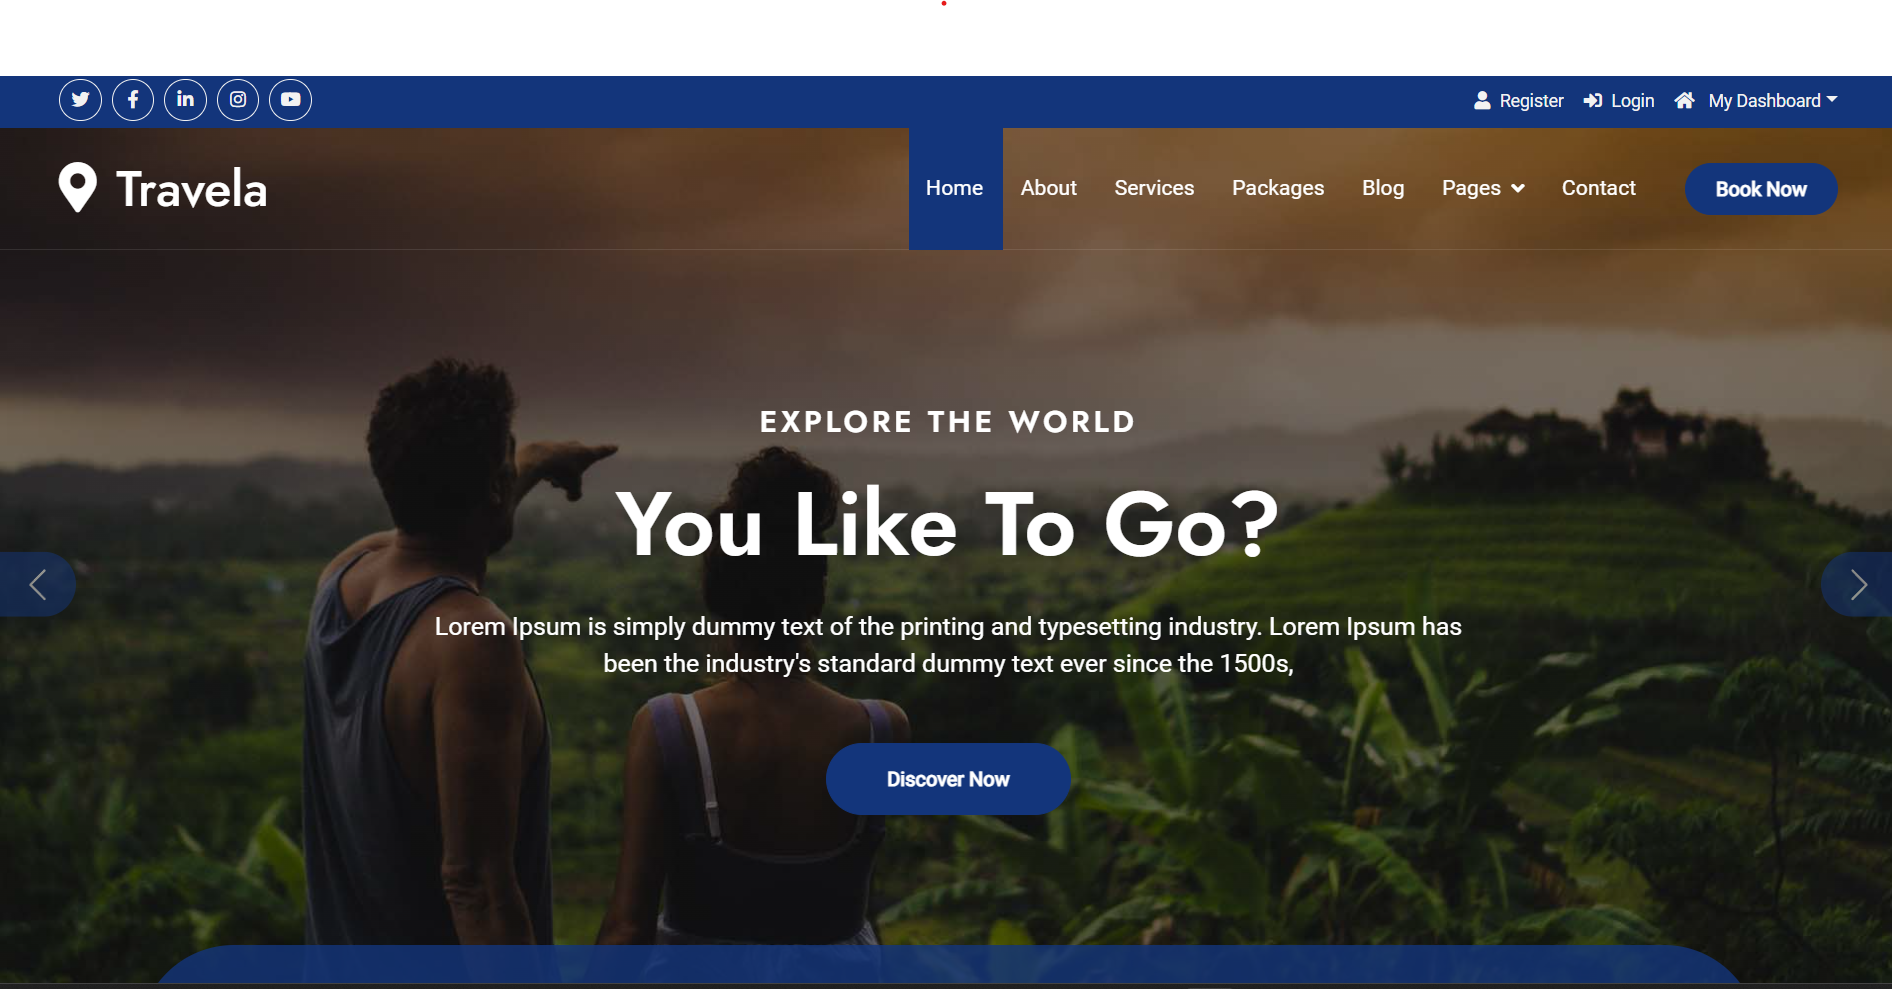 Register Login My Dashboard
Travela
Home About Services Packages Blog Pages Contact Book Now
EXPLORE THE WORLD
You Like To Go?
Lorem Ipsum is simply dummy text of the printing and typesetting industry. Lorem Ipsum has
been the industry's standard dummy text ever since the 1500s,
Discover Now